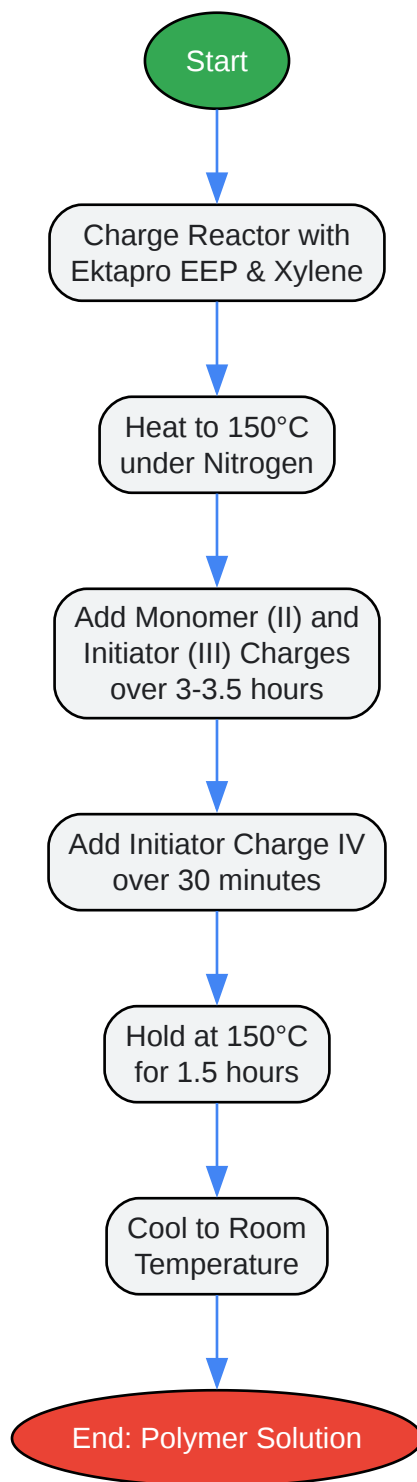 Start
Charge Reactor with
Ektapro EEP & Xylene
Heat to 150°C
under Nitrogen
Add Monomer (II) and
Initiator (III) Charges
over 3-3.5 hours
Add Initiator Charge IV
over 30 minutes
Hold at 150°C
for 1.5 hours
Cool to Room
Temperature
End: Polymer Solution